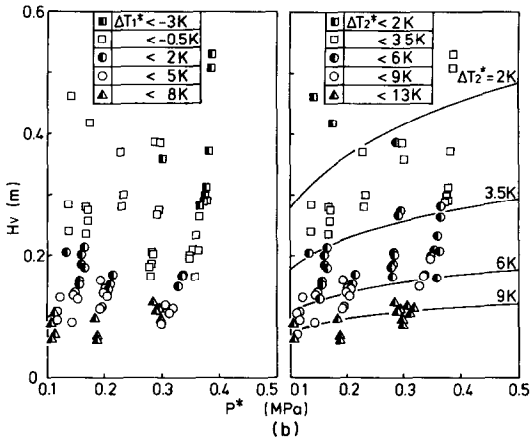 0.6
0.4
0.2
0
Hv (m)
ΔT₁* < -3K
< -0.5K
< 2K
< 5K
< 8K
ΔT₂* < 2K
< 3.5K
< 6K
< 9K
< 13K
ΔT₂* = 2K
3.5K
6K
9K
0.1 0.2 0.3 0.4 0.5
0.1 0.2 0.3 0.4 0.5
P* (MPa)
(b)